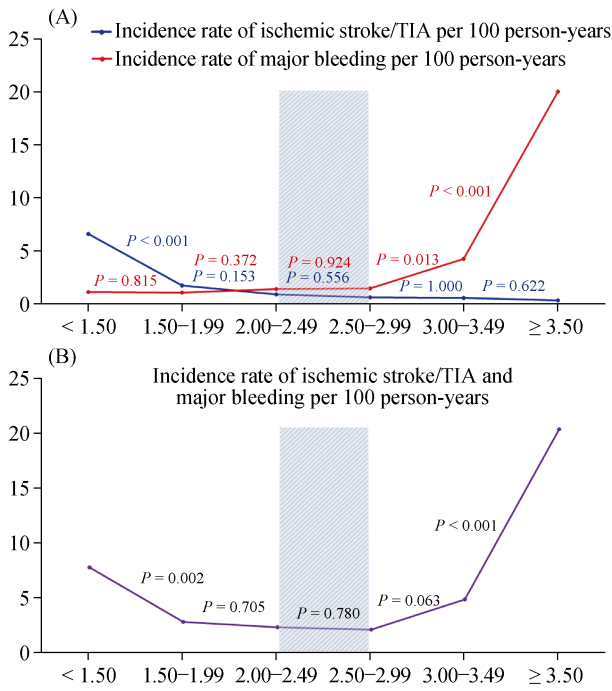 (A)
Incidence rate of ischemic stroke/TIA per 100 person-years
Incidence rate of major bleeding per 100 person-years
25
20
15
10
5
0
P < 0.001
P = 0.815
P = 0.372
P = 0.153
P = 0.924
P = 0.556
P = 0.013
P = 1.000
P < 0.001
P = 0.622
< 1.50 1.50–1.99 2.00–2.49 2.50–2.99 3.00–3.49 ≥ 3.50
(B)
Incidence rate of ischemic stroke/TIA and
major bleeding per 100 person-years
25
20
15
10
5
0
P = 0.002
P = 0.705
P = 0.780
P = 0.063
P < 0.001
< 1.50 1.50–1.99 2.00–2.49 2.50–2.99 3.00–3.49 ≥ 3.50